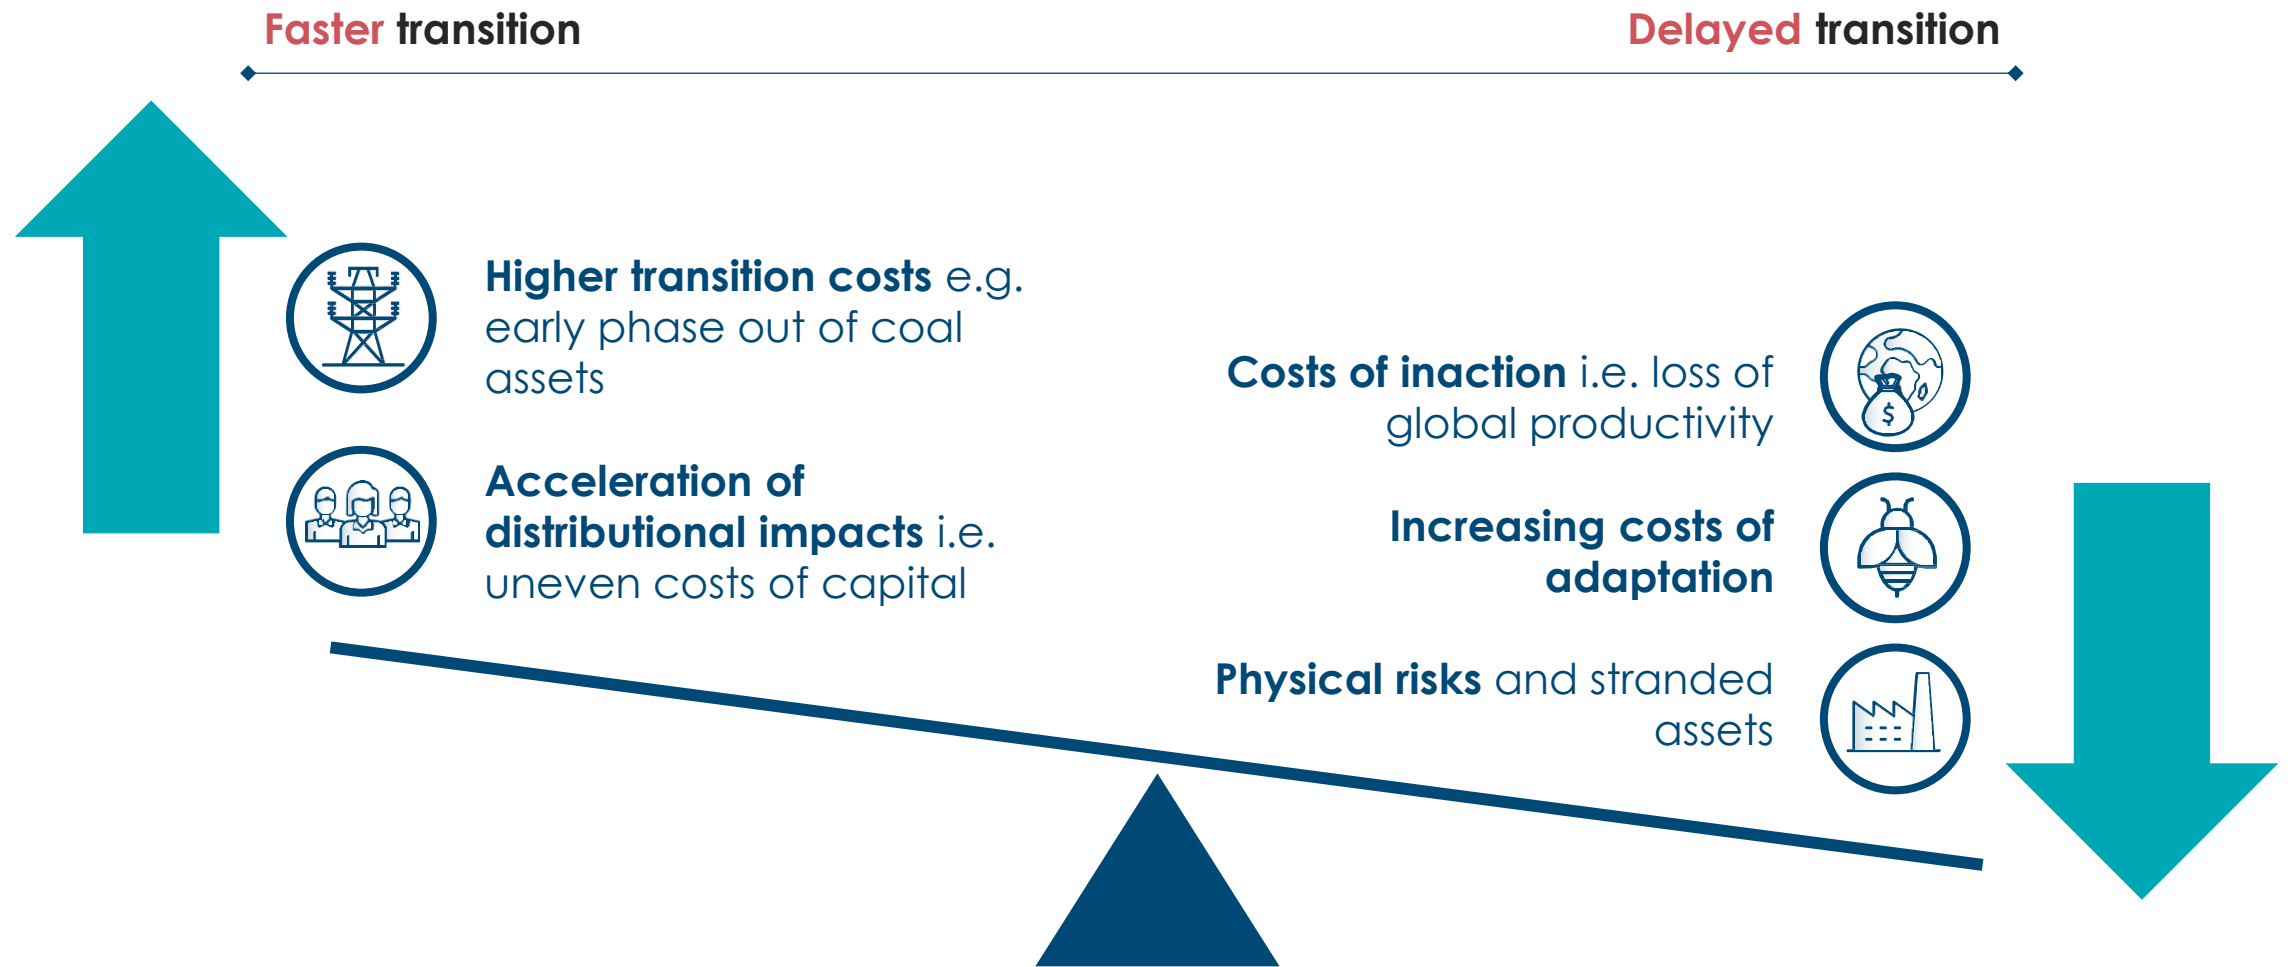 Faster transition
Delayed transition
Higher transition costs e.g.
early phase out of coal
assets
Acceleration of
distributional impacts i.e.
uneven costs of capital
Costs of inaction i.e. loss of
global productivity
$
Increasing costs of
adaptation
Physical risks and stranded
assets